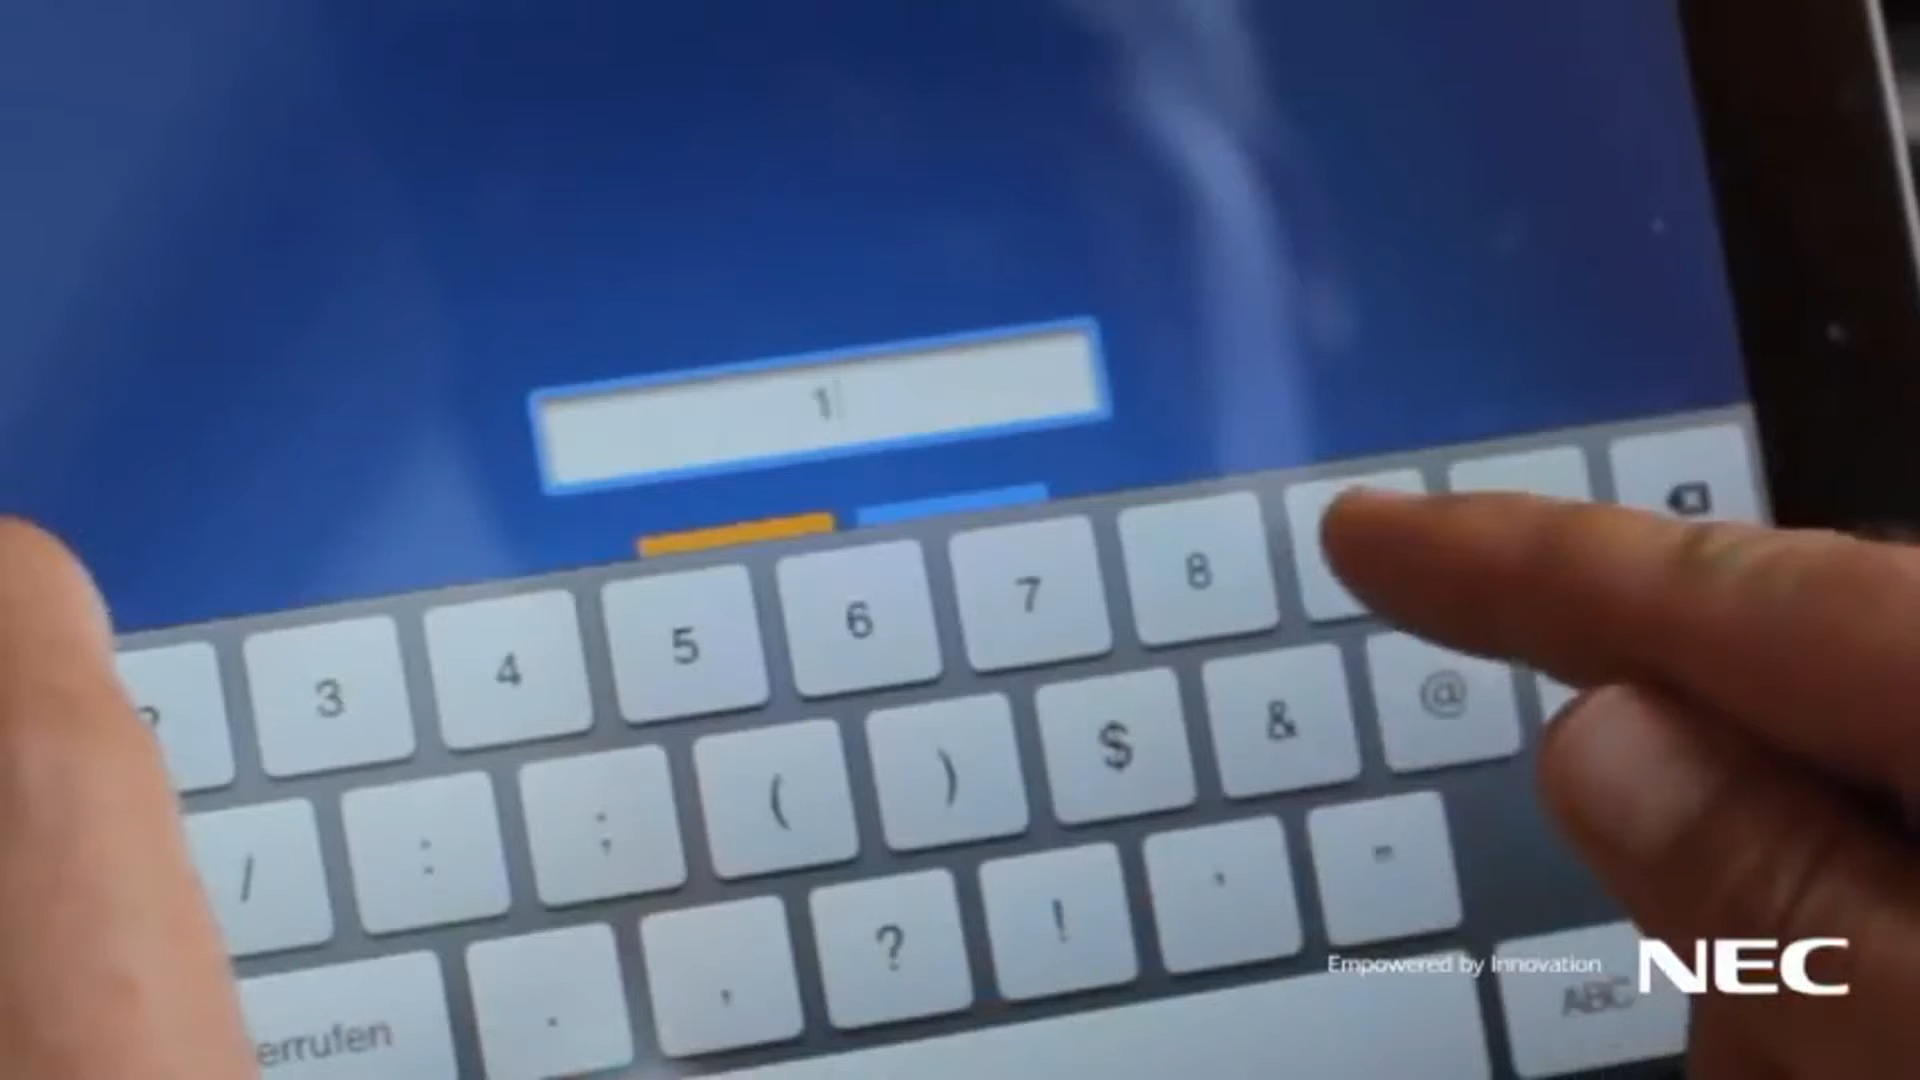 1
3 4 5 6 7 8
/ : ; ( ) $ & @
. , ? ! ' "
errufen ABC
Empowered by Innovation NEC